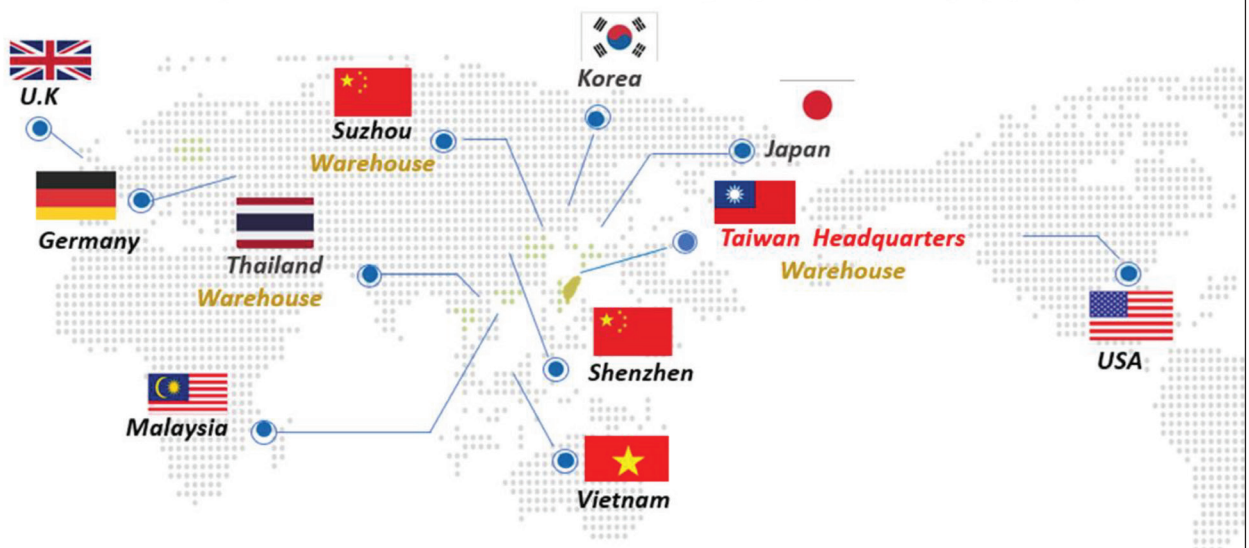 U.K
Korea
Suzhou
Warehouse
Japan
Germany
Thailand
Warehouse
Taiwan Headquarters
Warehouse
Shenzhen
USA
Malaysia
Vietnam